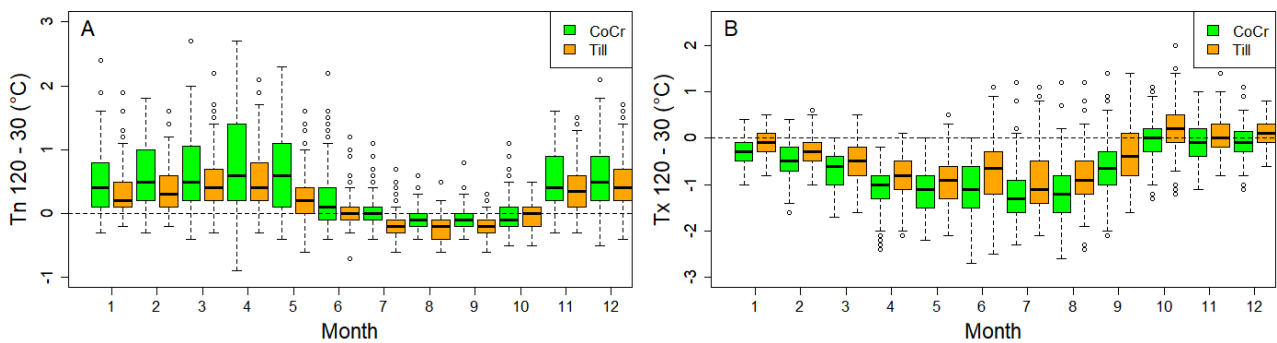 A
CoCr
Till
Tn 120 - 30 (°C)
3
2
1
0
-1
1 2 3 4 5 6 7 8 9 10 11 12
Month
B
CoCr
Till
Tx 120 - 30 (°C)
2
1
0
-1
-2
-3
1 2 3 4 5 6 7 8 9 10 11 12
Month